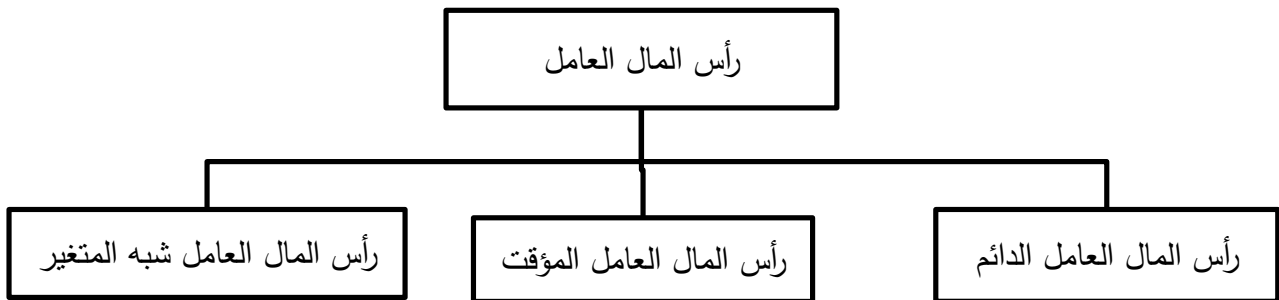 رأس المال العامل
رأس المال العامل الدائم
رأس المال العامل المؤقت
رأس المال العامل شبه المتغير